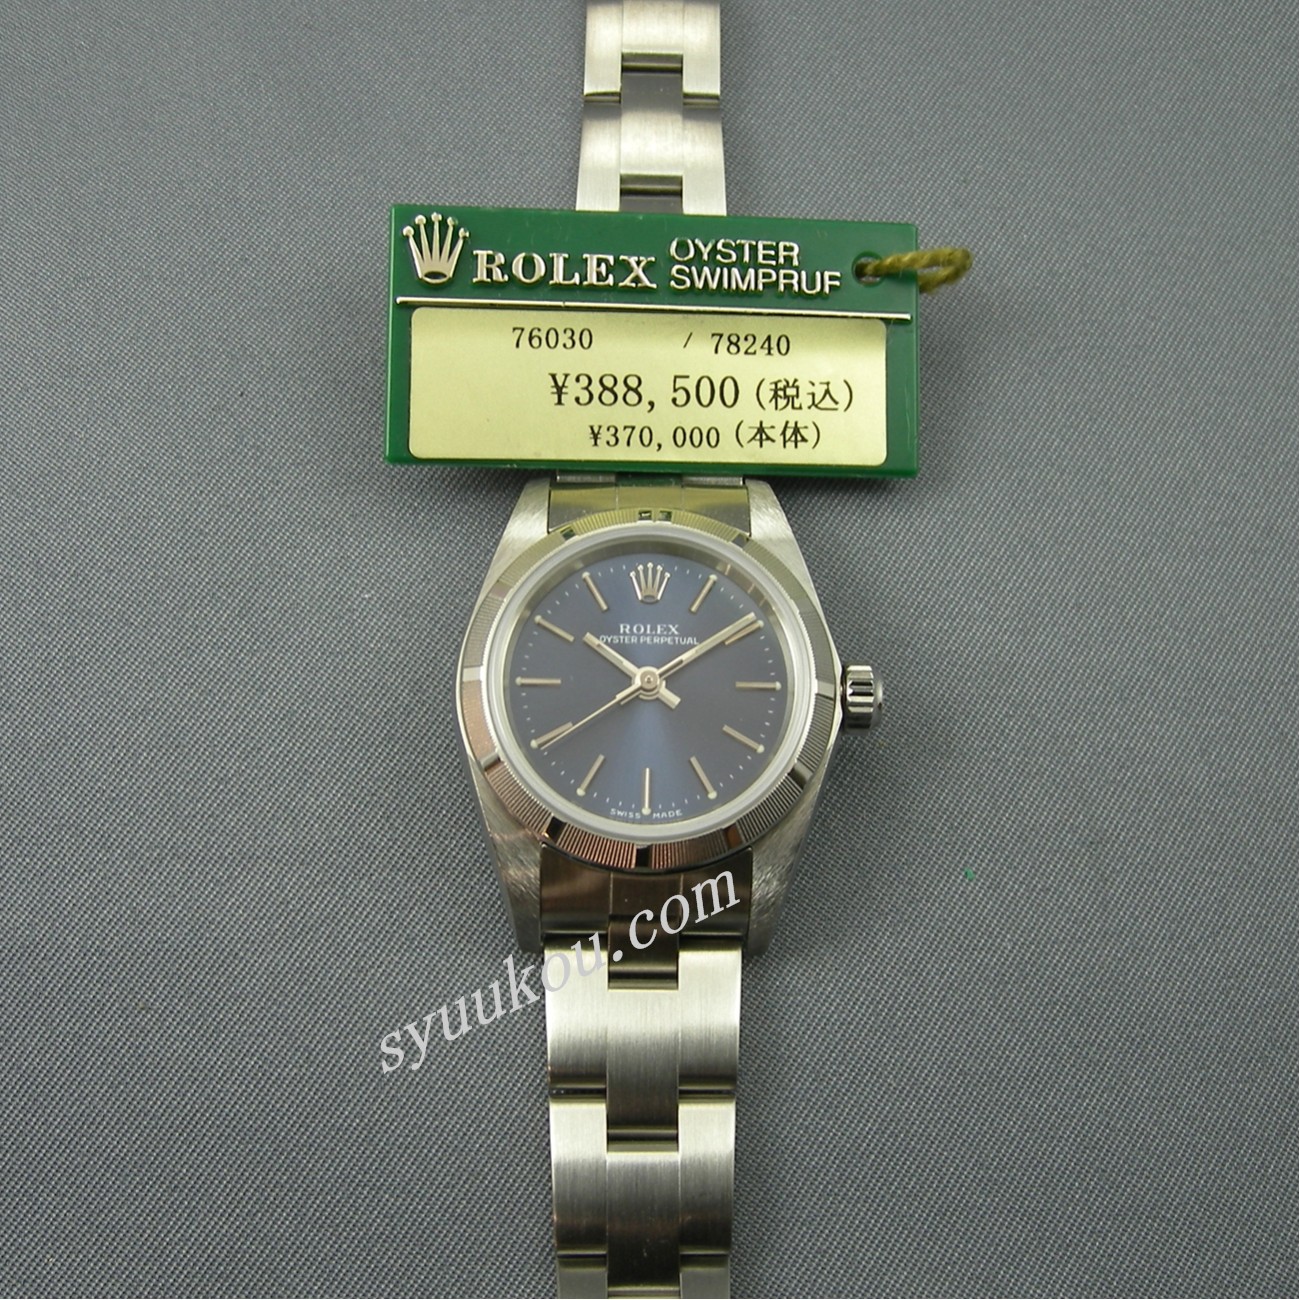 ROLEX OYSTER
SWIMPRUF
76030 / 78240
¥388,500(税込)
¥370,000(本体)
ROLEX
OYSTER PERPETUAL
SWISS MADE
syuukou.com